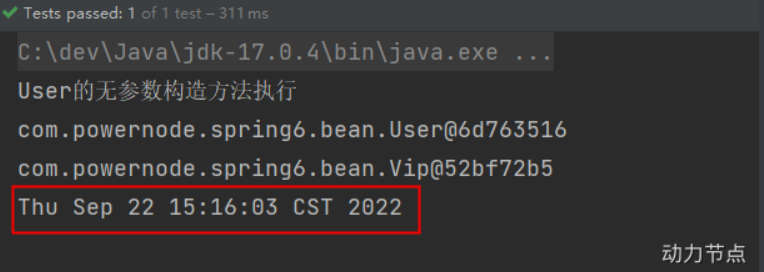 Tests passed: 1 of 1 test – 311 ms
C:\dev\Java\jdk-17.0.4\bin\java.exe ...
User的无参数构造方法执行
com.powernode.spring6.bean.User@6d763516
com.powernode.spring6.bean.Vip@52bf72b5
Thu Sep 22 15:16:03 CST 2022
动力节点